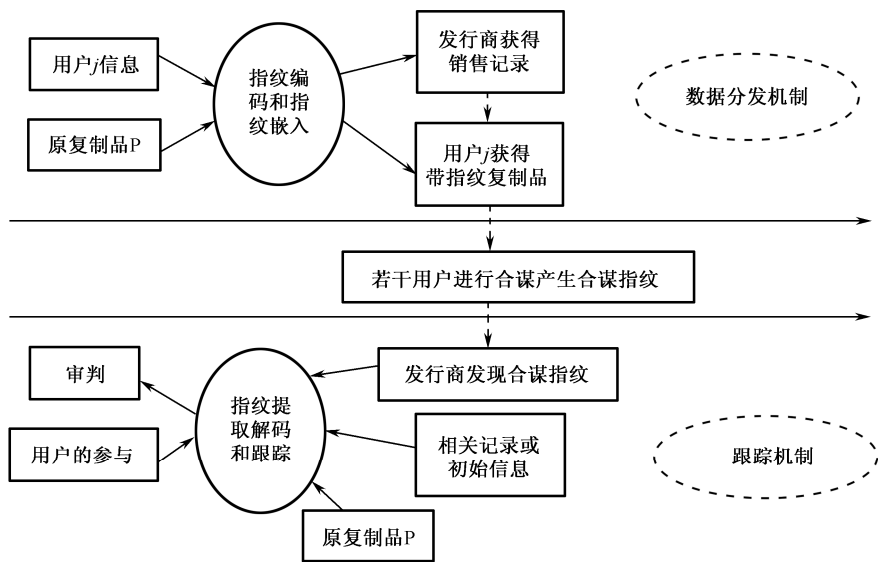 用户j信息
原复制品P
指纹编
码和指
纹嵌入
发行商获得
销售记录
用户j获得
带指纹复制品
数据分发机制
若干用户进行合谋产生合谋指纹
审判
用户的参与
指纹提
取解码
和跟踪
发行商发现合谋指纹
相关记录或
初始信息
原复制品P
跟踪机制